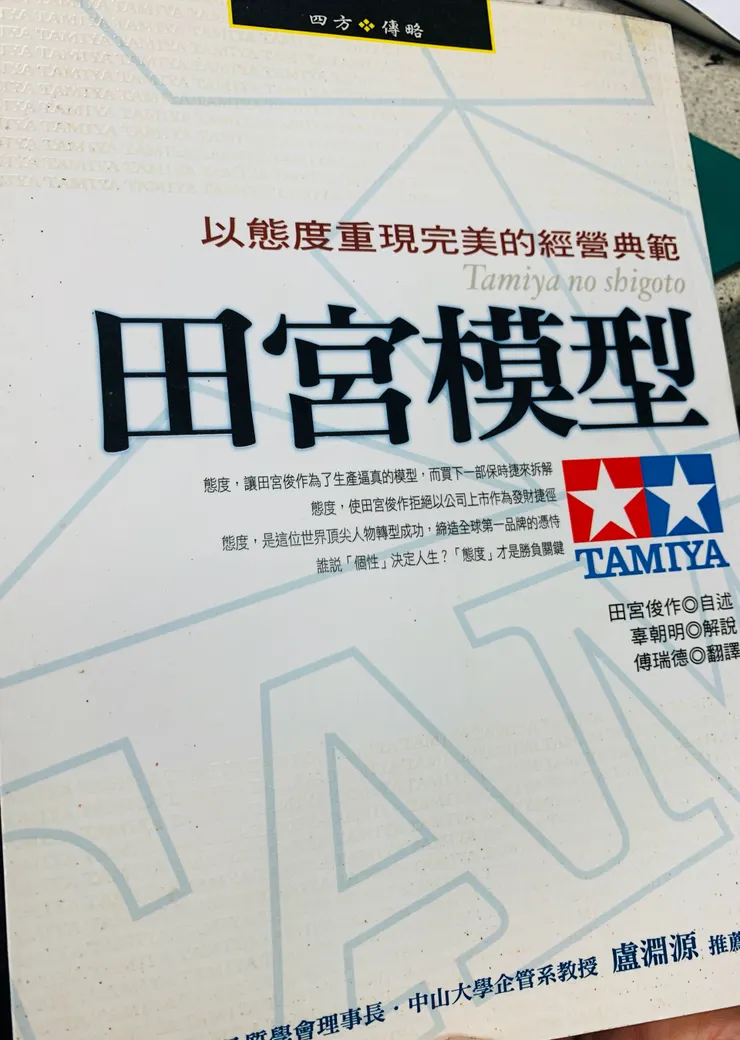 四方❖傳略
以態度重現完美的經營典範
Tamiya no shigoto
田宮模型
態度，讓田宮俊作為了生產逼真的模型，而買下一部保時捷來拆解
態度，使田宮俊作拒絕以公司上市作為發財捷徑
態度，是這位世界頂尖人物轉型成功，締造全球第一品牌的憑恃
誰說「個性」決定人生？「態度」才是勝負關鍵
TAMIYA
田宮俊作◎自述
辜朝明◎解說
傅瑞德◎翻譯
質學會理事長・中山大學企管系教授 盧淵源 推薦